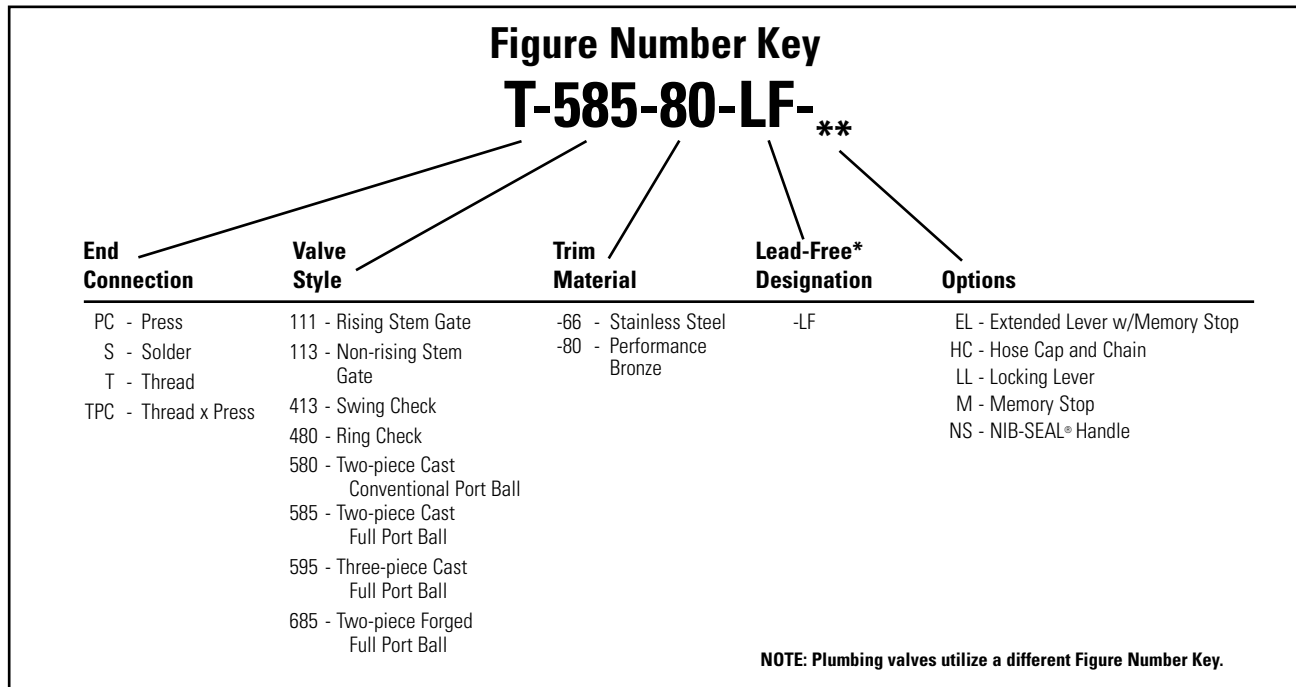 Figure Number Key
T-585-80-LF-**
End
Connection
PC - Press
S - Solder
T - Thread
TPC - Thread x Press
Valve
Style
111 - Rising Stem Gate
113 - Non-rising Stem
Gate
413 - Swing Check
480 - Ring Check
580 - Two-piece Cast
Conventional Port Ball
585 - Two-piece Cast
Full Port Ball
595 - Three-piece Cast
Full Port Ball
685 - Two-piece Forged
Full Port Ball
Trim
Material
-66 - Stainless Steel
-80 - Performance
Bronze
Lead-Free*
Designation
-LF
Options
EL - Extended Lever w/Memory Stop
HC - Hose Cap and Chain
LL - Locking Lever
M - Memory Stop
NS - NIB-SEAL® Handle
NOTE: Plumbing valves utilize a different Figure Number Key.